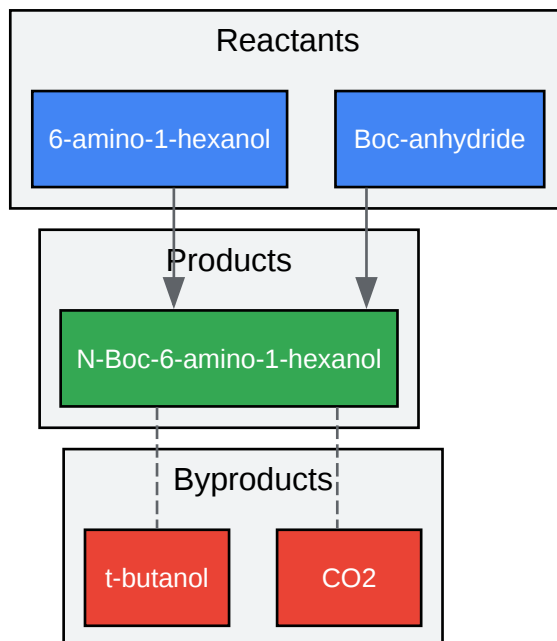 Reactants
6-amino-1-hexanol
Boc-anhydride
Products
N-Boc-6-amino-1-hexanol
Byproducts
t-butanol
CO2